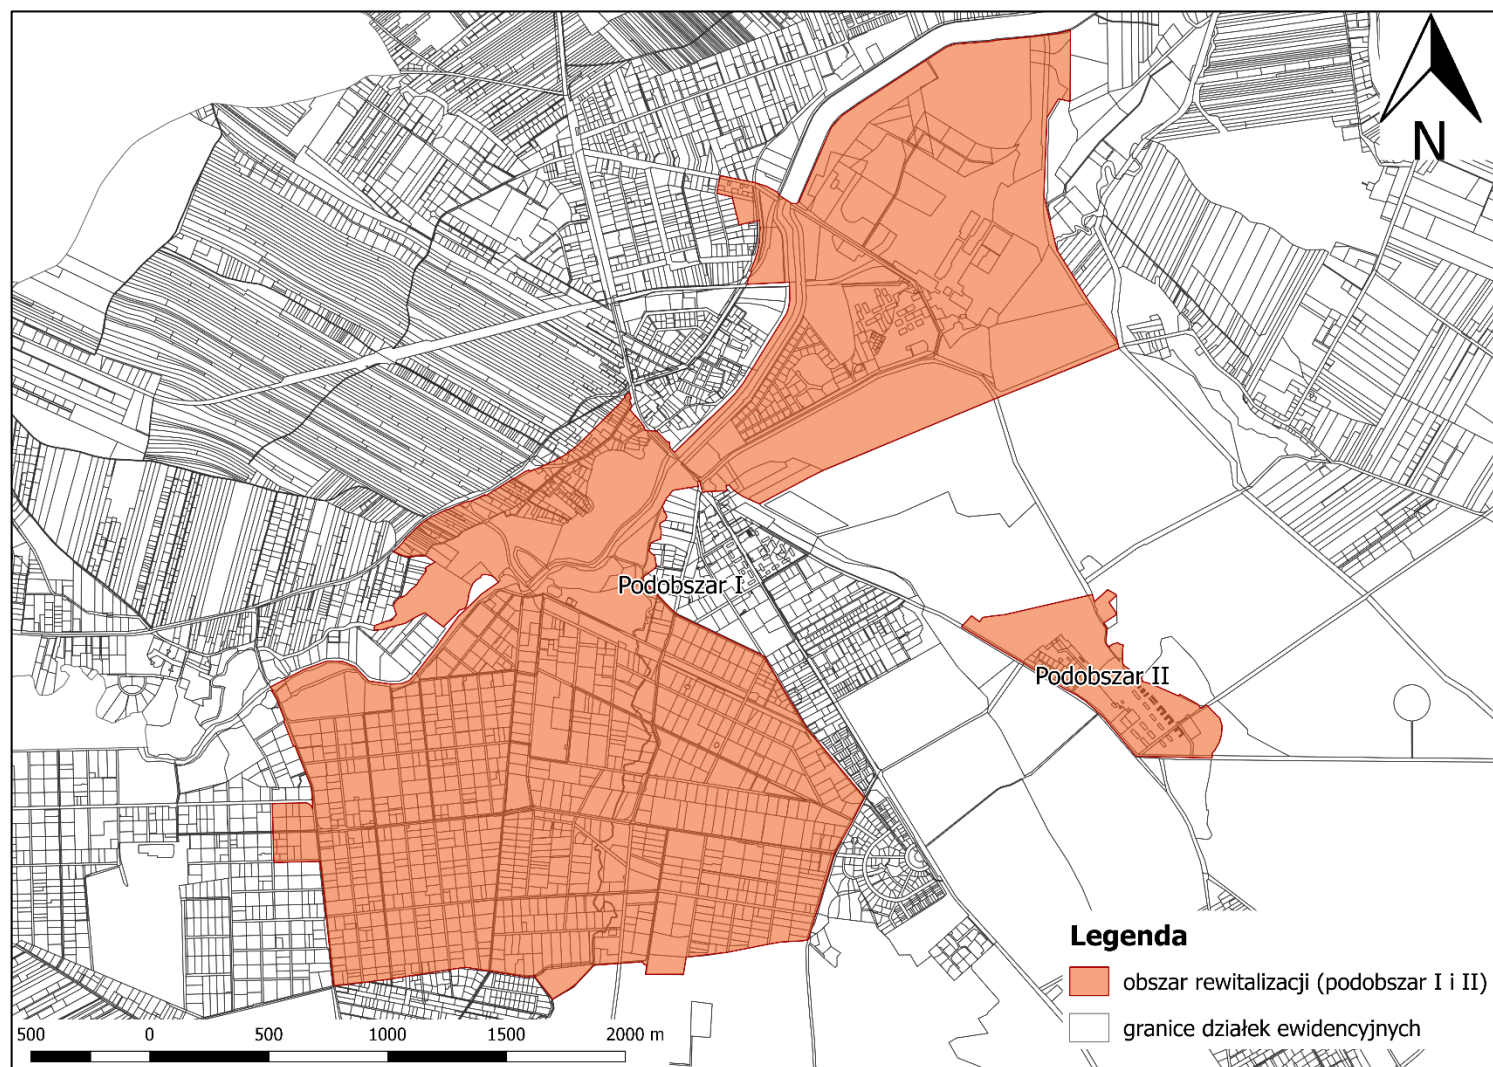 N
Podobszar I
Podobszar II
Legenda
obszar rewitalizacji (podobszar I i II)
granice działek ewidencyjnych
500 0 500 1000 1500 2000 m